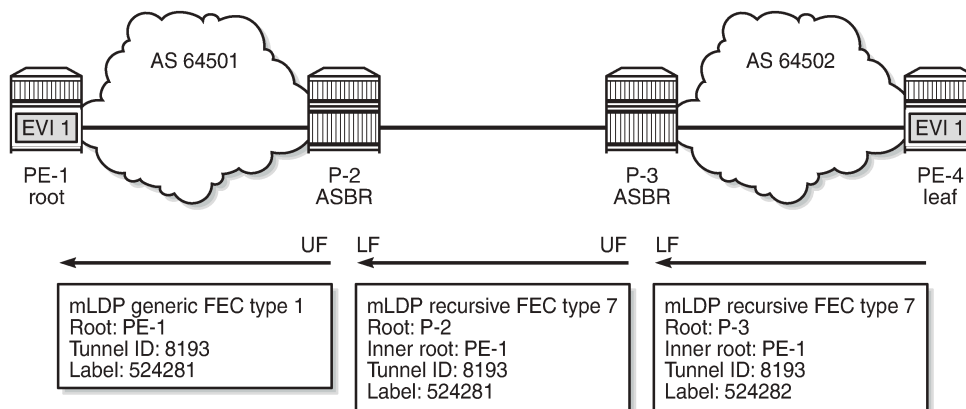 AS 64501
AS 64502
EVI 1
EVI 1
PE-1
root
P-2
ASBR
P-3
ASBR
PE-4
leaf
UF
LF
UF
LF
mLDP generic FEC type 1
Root: PE-1
Tunnel ID: 8193
Label: 524281
mLDP recursive FEC type 7
Root: P-2
Inner root: PE-1
Tunnel ID: 8193
Label: 524281
mLDP recursive FEC type 7
Root: P-3
Inner root: PE-1
Tunnel ID: 8193
Label: 524282